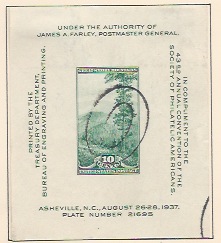 UNDER THE AUTHORITY OF
JAMES A. FARLEY, POSTMASTER GENERAL
PRINTED BY THE
TREASURY DEPARTMENT,
BUREAU OF ENGRAVING AND PRINTING.
IN COMPLIMENT TO THE
43RD ANNUAL CONVENTION OF THE
SOCIETY OF PHILATELIC AMERICANS.
10
ASHEVILLE, N.C., AUGUST 26-28, 1937.
PLATE NUMBER 21695